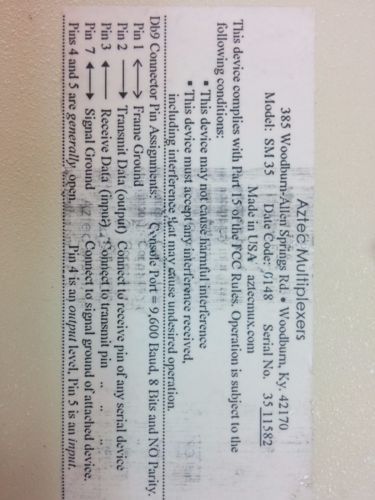 Aztec Multiplexers
385 Woodburn-Allen Springs Rd. • Woodburn, Ky. 42170
Model: SM 35 Date Code: 0148 Serial No. 35 11582
Made in USA aztecmux.com
This device complies with Part 15 of the FCC Rules. Operation is subject to the
following conditions:
• This device may not cause harmful interference
• This device must accept any interference received,
including interference that may cause undesired operation.
Db9 Connector Pin Assignments: Console Port = 9,600 Baud, 8 Bits and NO Parity.
Pin 1 <--> Frame Ground
Pin 2 --> Transmit Data (output) Connect to receive pin of any serial device
Pin 3 <-- Receive Data (input) Connect to transmit pin " " "
Pin 7 <--> Signal Ground Connect to signal ground of attached device.
Pins 4 and 5 are generally open. Pin 4 is an output level, Pin 5 is an input.